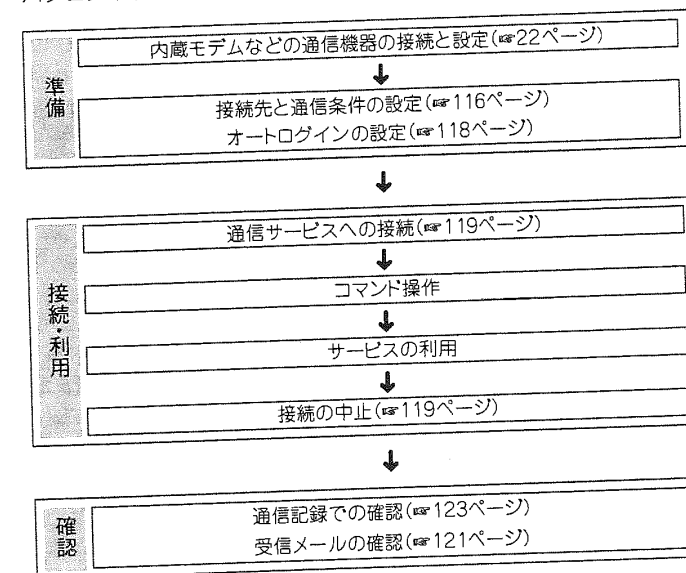 準備
内蔵モデムなどの通信機器の接続と設定(☞22ページ)
接続先と通信条件の設定(☞116ページ)
オートログインの設定(☞118ページ)
接続・利用
通信サービスへの接続(☞119ページ)
コマンド操作
サービスの利用
接続の中止(☞119ページ)
確認
通信記録での確認(☞123ページ)
受信メールの確認(☞121ページ)